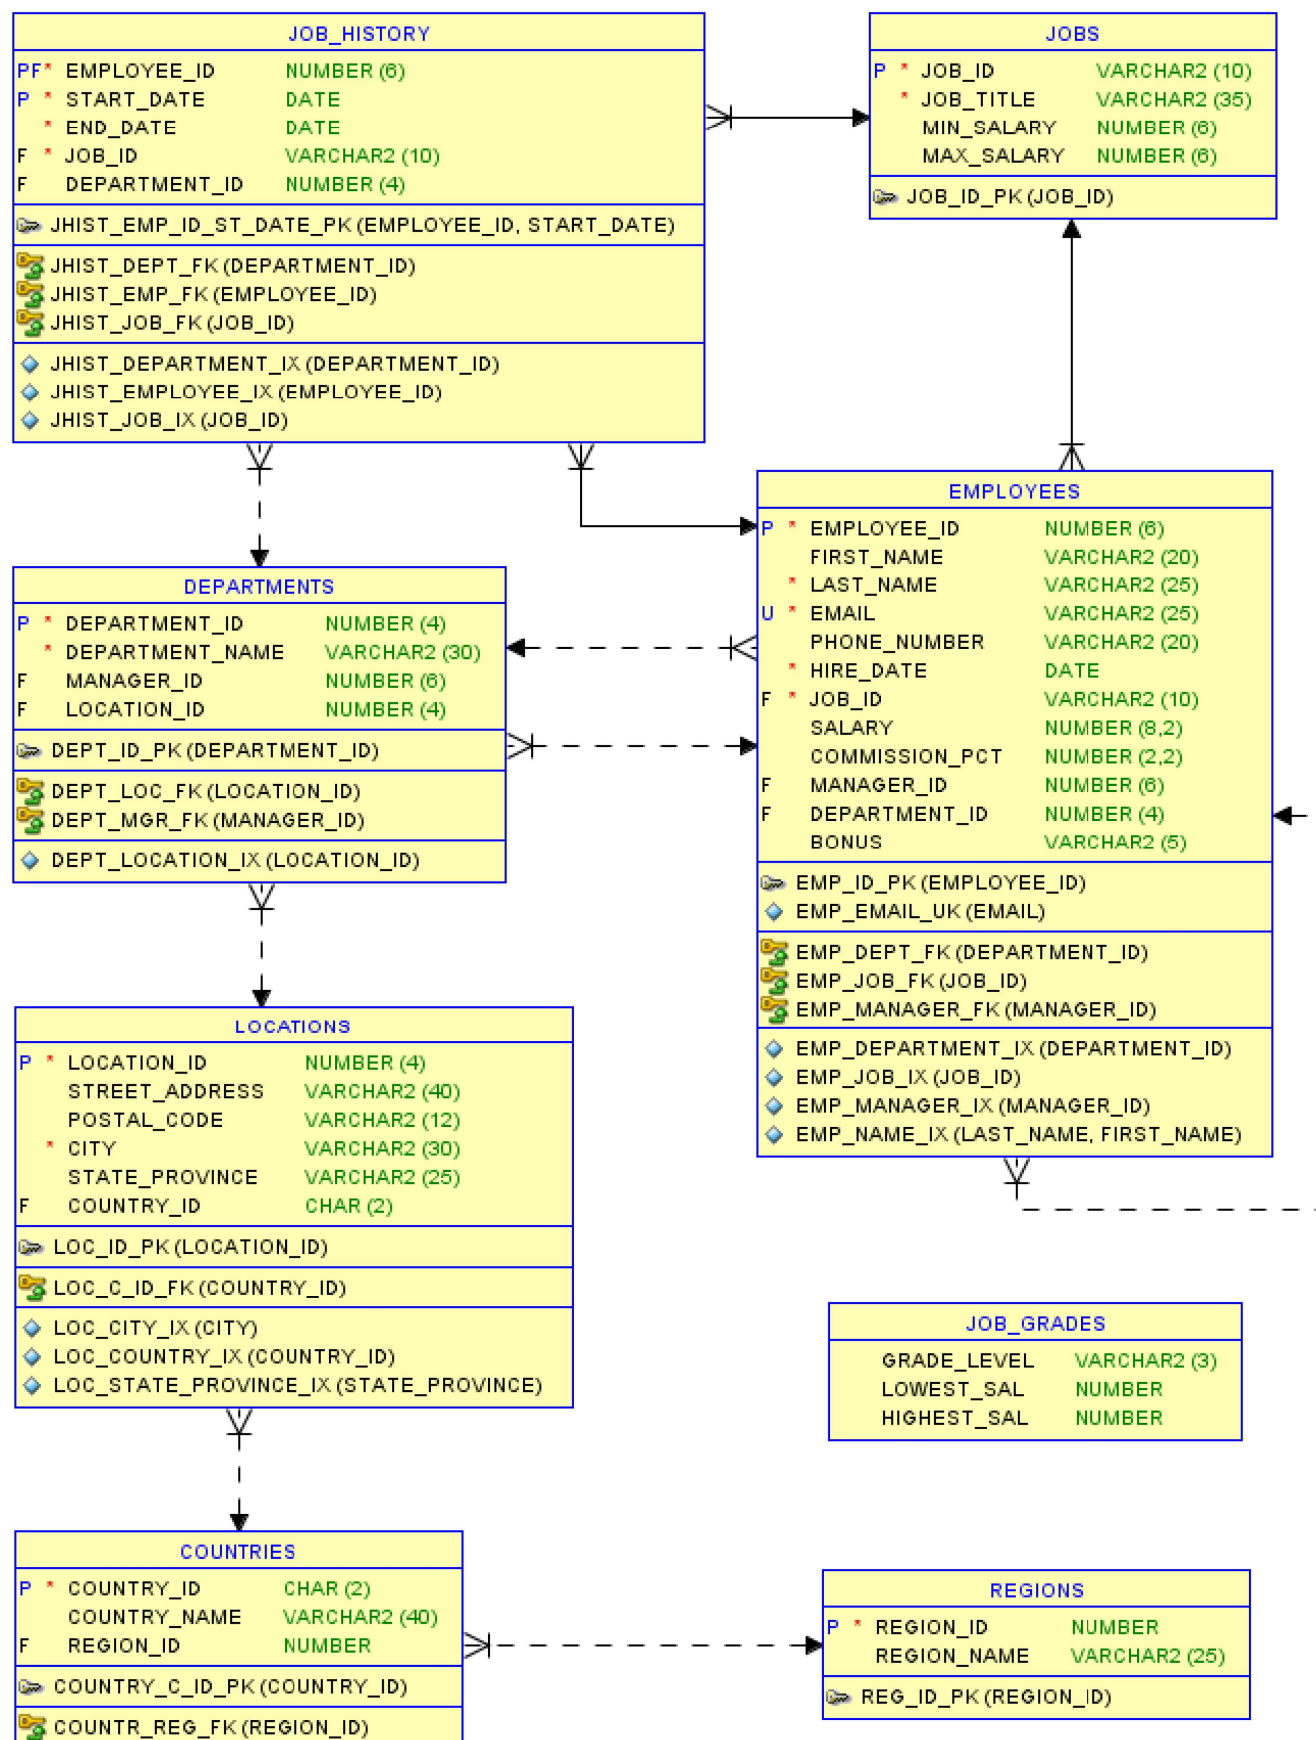 JOB_HISTORY
PF* EMPLOYEE_ID NUMBER (6)
P * START_DATE DATE
* END_DATE DATE
F * JOB_ID VARCHAR2 (10)
F DEPARTMENT_ID NUMBER (4)
JHIST_EMP_ID_ST_DATE_PK (EMPLOYEE_ID, START_DATE)
JHIST_DEPT_FK (DEPARTMENT_ID)
JHIST_EMP_FK (EMPLOYEE_ID)
JHIST_JOB_FK (JOB_ID)
JHIST_DEPARTMENT_IX (DEPARTMENT_ID)
JHIST_EMPLOYEE_IX (EMPLOYEE_ID)
JHIST_JOB_IX (JOB_ID)
JOBS
P * JOB_ID VARCHAR2 (10)
* JOB_TITLE VARCHAR2 (35)
MIN_SALARY NUMBER (6)
MAX_SALARY NUMBER (6)
JOB_ID_PK (JOB_ID)
EMPLOYEES
P * EMPLOYEE_ID NUMBER (6)
FIRST_NAME VARCHAR2 (20)
* LAST_NAME VARCHAR2 (25)
U * EMAIL VARCHAR2 (25)
PHONE_NUMBER VARCHAR2 (20)
* HIRE_DATE DATE
F * JOB_ID VARCHAR2 (10)
SALARY NUMBER (8,2)
COMMISSION_PCT NUMBER (2,2)
F MANAGER_ID NUMBER (6)
F DEPARTMENT_ID NUMBER (4)
BONUS VARCHAR2 (5)
EMP_ID_PK (EMPLOYEE_ID)
EMP_EMAIL_UK (EMAIL)
EMP_DEPT_FK (DEPARTMENT_ID)
EMP_JOB_FK (JOB_ID)
EMP_MANAGER_FK (MANAGER_ID)
EMP_DEPARTMENT_IX (DEPARTMENT_ID)
EMP_JOB_IX (JOB_ID)
EMP_MANAGER_IX (MANAGER_ID)
EMP_NAME_IX (LAST_NAME, FIRST_NAME)
DEPARTMENTS
P * DEPARTMENT_ID NUMBER (4)
* DEPARTMENT_NAME VARCHAR2 (30)
F MANAGER_ID NUMBER (6)
F LOCATION_ID NUMBER (4)
DEPT_ID_PK (DEPARTMENT_ID)
DEPT_LOC_FK (LOCATION_ID)
DEPT_MGR_FK (MANAGER_ID)
DEPT_LOCATION_IX (LOCATION_ID)
LOCATIONS
P * LOCATION_ID NUMBER (4)
STREET_ADDRESS VARCHAR2 (40)
POSTAL_CODE VARCHAR2 (12)
* CITY VARCHAR2 (30)
STATE_PROVINCE VARCHAR2 (25)
F COUNTRY_ID CHAR (2)
LOC_ID_PK (LOCATION_ID)
LOC_C_ID_FK (COUNTRY_ID)
LOC_CITY_IX (CITY)
LOC_COUNTRY_IX (COUNTRY_ID)
LOC_STATE_PROVINCE_IX (STATE_PROVINCE)
JOB_GRADES
GRADE_LEVEL VARCHAR2 (3)
LOWEST_SAL NUMBER
HIGHEST_SAL NUMBER
COUNTRIES
P * COUNTRY_ID CHAR (2)
COUNTRY_NAME VARCHAR2 (40)
F REGION_ID NUMBER
COUNTRY_C_ID_PK (COUNTRY_ID)
COUNTR_REG_FK (REGION_ID)
REGIONS
P * REGION_ID NUMBER
REGION_NAME VARCHAR2 (25)
REG_ID_PK (REGION_ID)